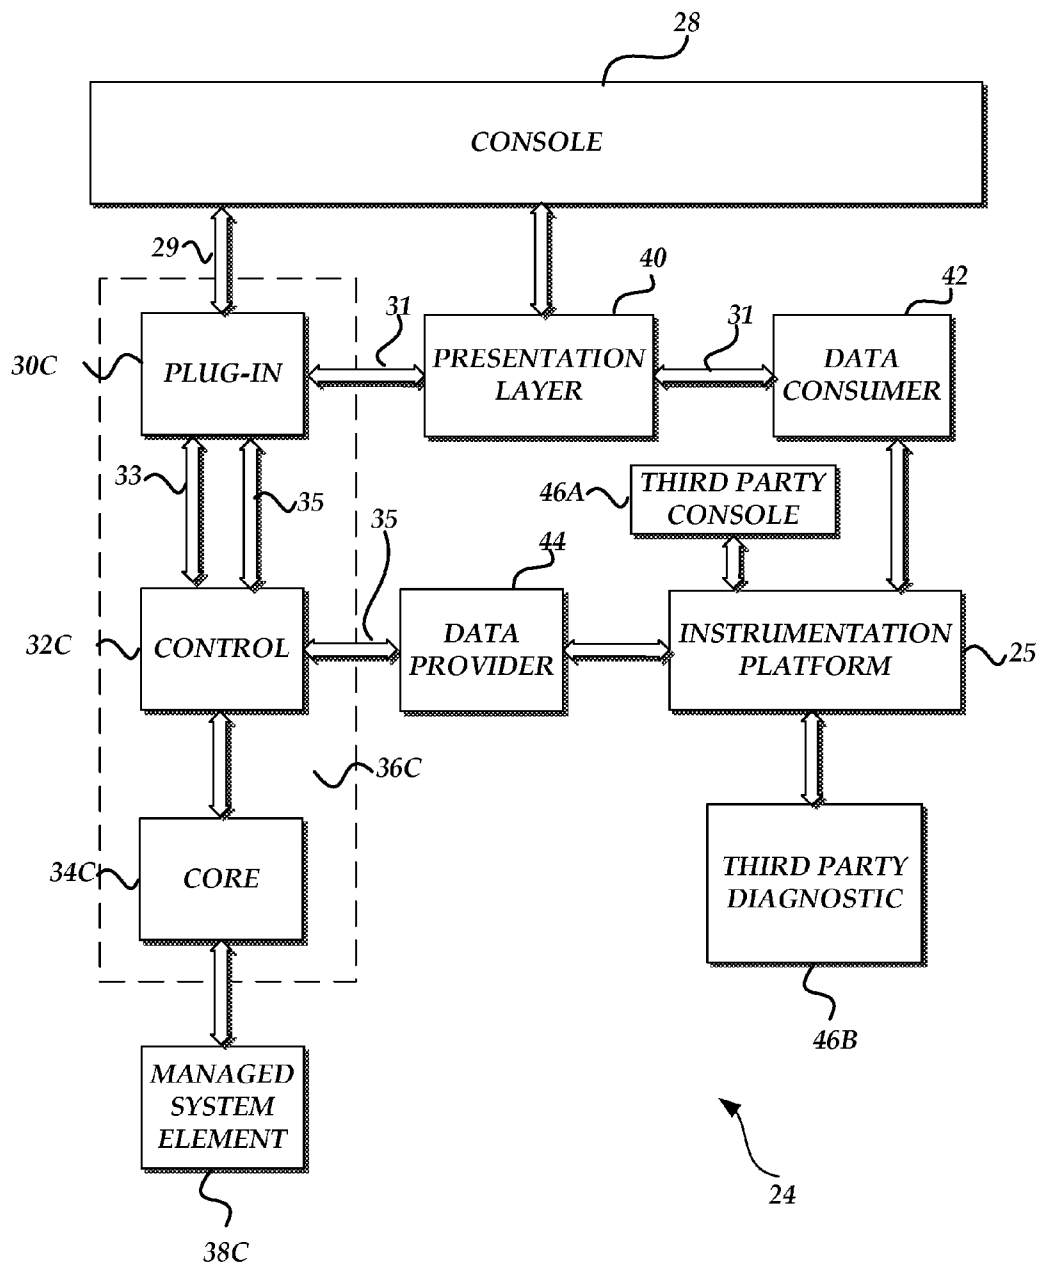 28
CONSOLE
29
40
42
31
31
30C
PLUG-IN
PRESENTATION
LAYER
DATA
CONSUMER
33
35
46A
THIRD PARTY
CONSOLE
35
44
32C
CONTROL
DATA
PROVIDER
INSTRUMENTATION
PLATFORM
25
36C
34C
CORE
THIRD PARTY
DIAGNOSTIC
46B
MANAGED
SYSTEM
ELEMENT
24
38C